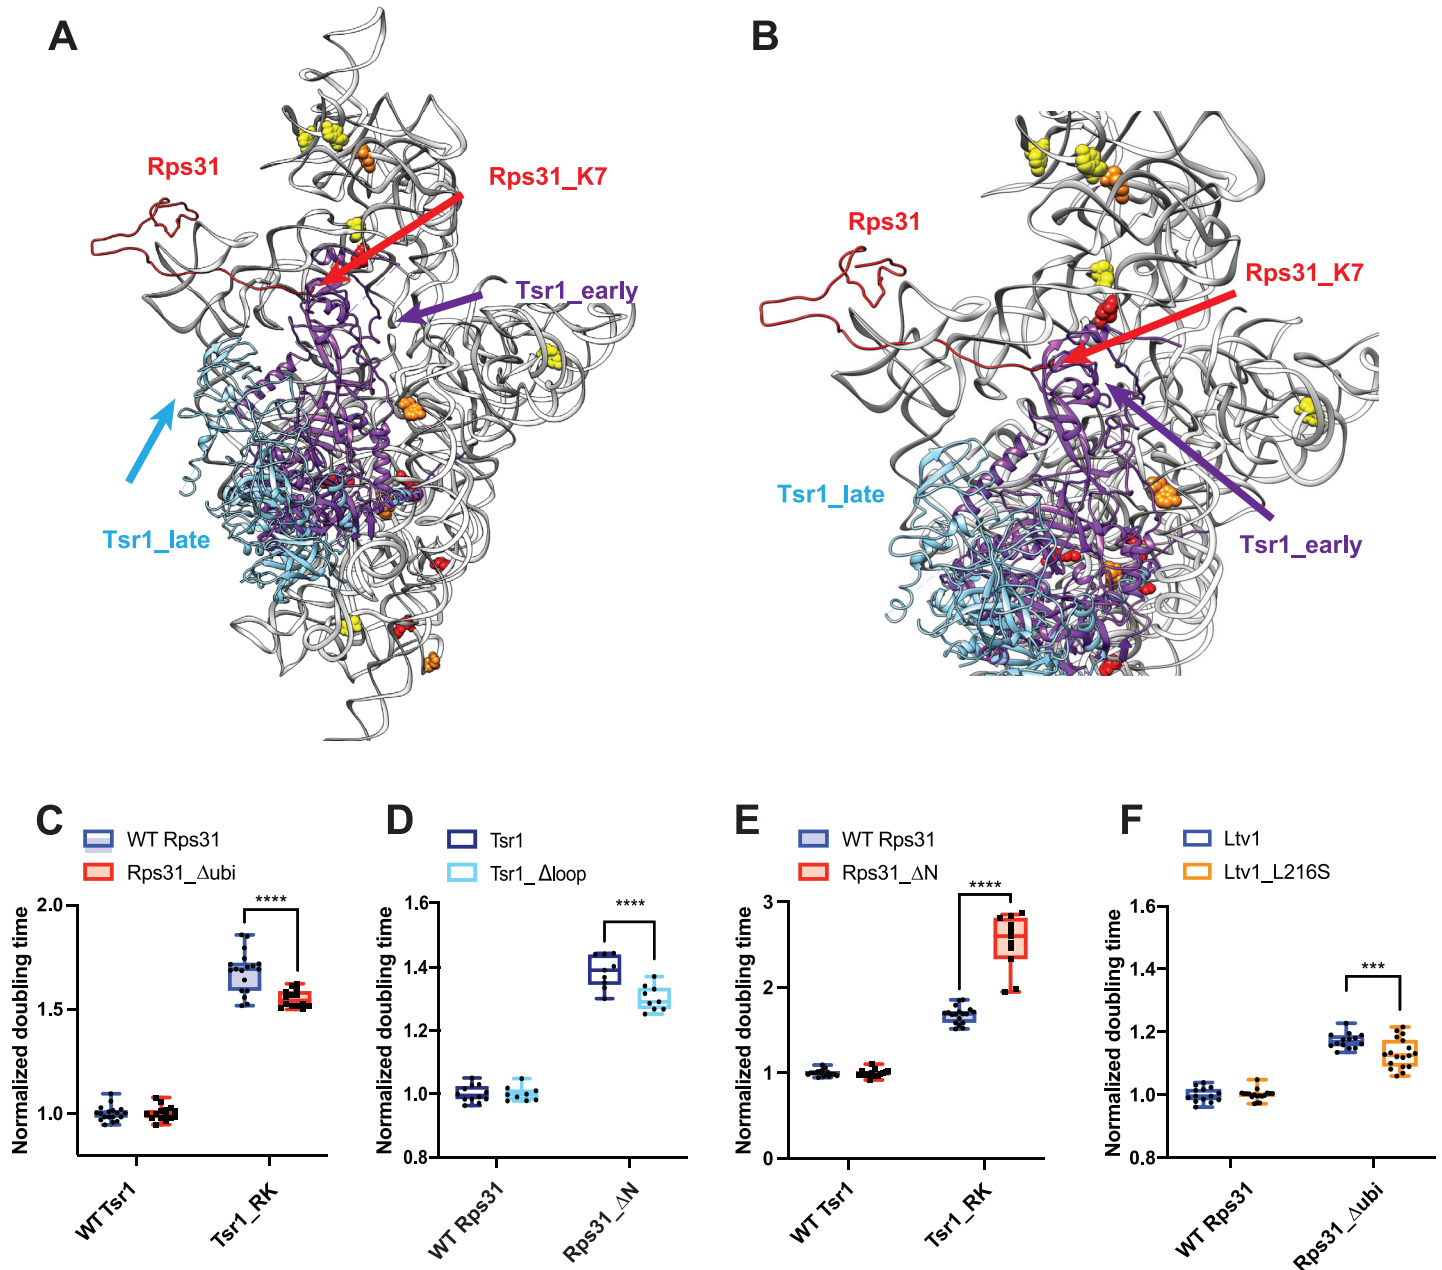 A
Rps31
Rps31_K7
Tsr1_early
Tsr1_late
B
Rps31
Rps31_K7
Tsr1_late
Tsr1_early
C
WT Rps31
Rps31_Δubi
Normalized doubling time
2.0
1.5
1.0
****
WT Tsr1
Tsr1_RK
D
Tsr1
Tsr1_Δloop
Normalized doubling time
1.6
1.4
1.2
1.0
0.8
****
WT Rps31
Rps31_ΔN
E
WT Rps31
Rps31_ΔN
Normalized doubling time
3
2
1
0
****
WT Tsr1
Tsr1_RK
F
Ltv1
Ltv1_L216S
Normalized doubling time
1.6
1.4
1.2
1.0
0.8
***
WT Rps31
Rps31_Δubi